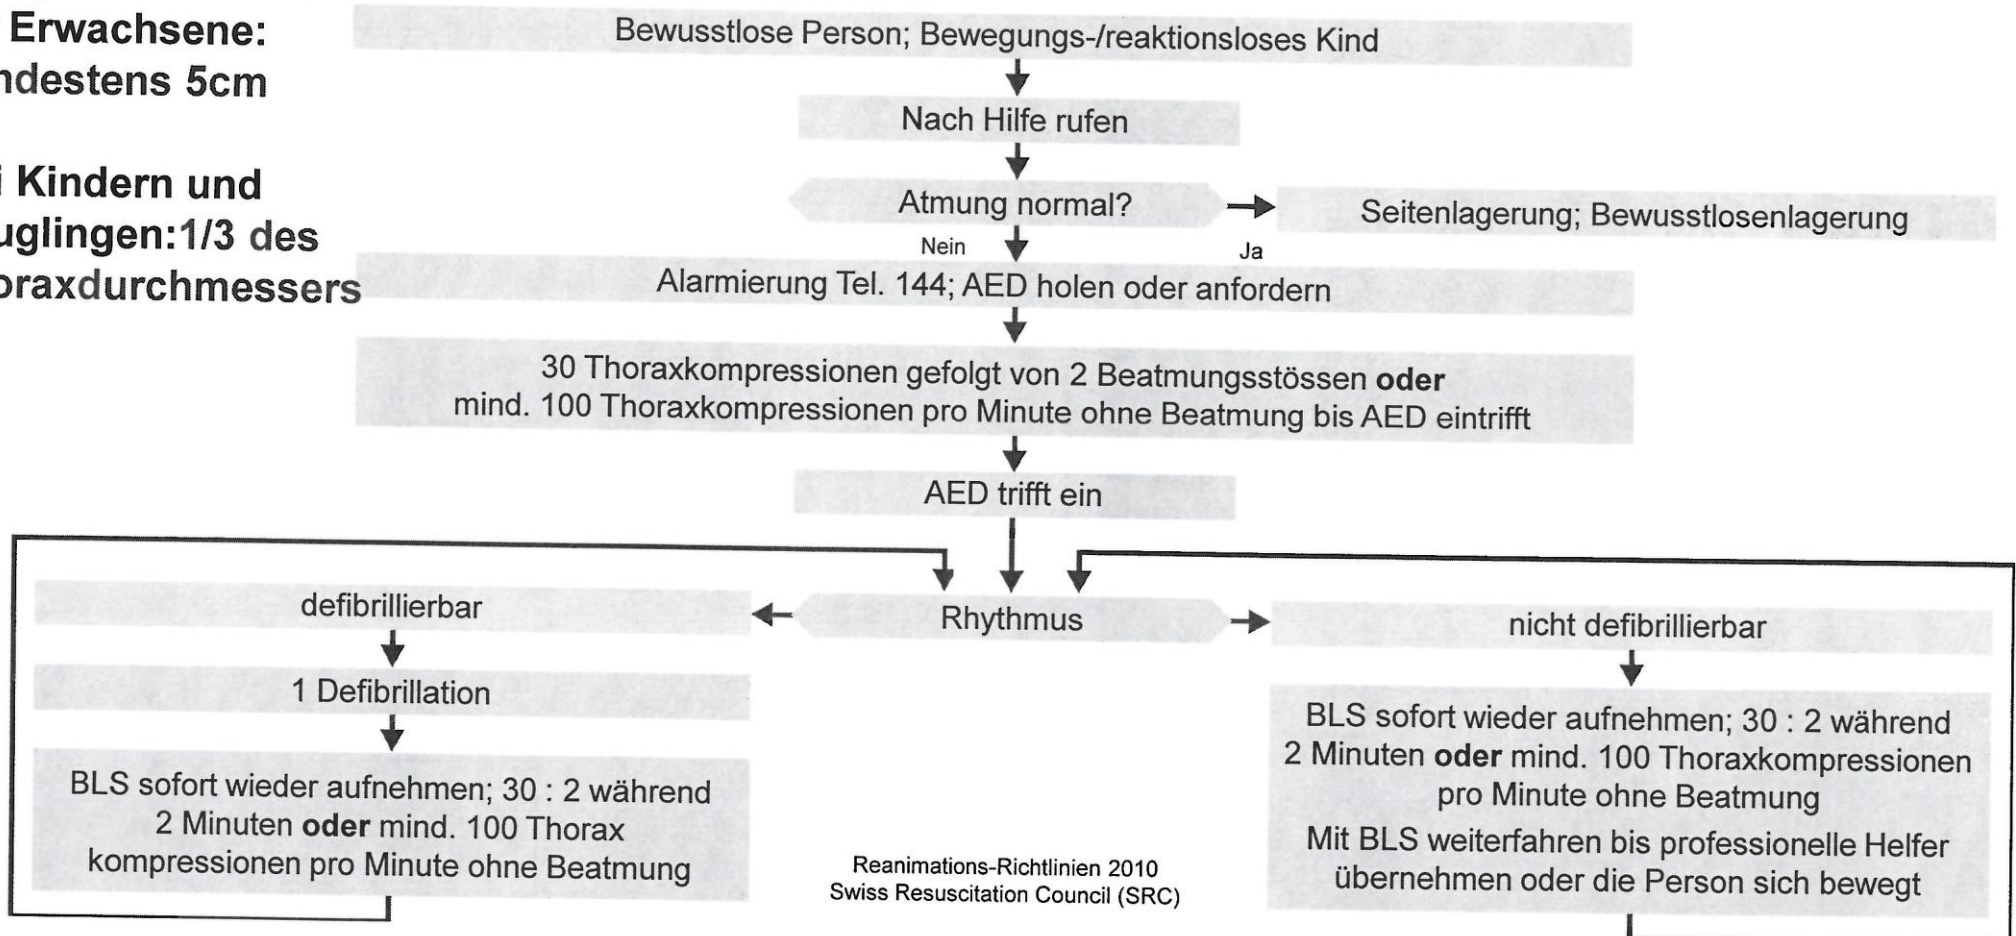 Erwachsene:
ndestens 5cm
i Kindern und
uglingen:1/3 des
oraxdurchmessers
Bewusstlose Person; Bewegungs-/reaktionsloses Kind
Nach Hilfe rufen
Atmung normal?
Seitenlagerung; Bewusstlosenlagerung
Nein
Ja
Alarmierung Tel. 144; AED holen oder anfordern
30 Thoraxkompressionen gefolgt von 2 Beatmungsstössen oder
mind. 100 Thoraxkompressionen pro Minute ohne Beatmung bis AED eintrifft
AED trifft ein
Rhythmus
defibrillierbar
1 Defibrillation
BLS sofort wieder aufnehmen; 30 : 2 während
2 Minuten oder mind. 100 Thorax
kompressionen pro Minute ohne Beatmung
nicht defibrillierbar
BLS sofort wieder aufnehmen; 30 : 2 während
2 Minuten oder mind. 100 Thoraxkompressionen
pro Minute ohne Beatmung
Mit BLS weiterfahren bis professionelle Helfer
übernehmen oder die Person sich bewegt
Reanimations-Richtlinien 2010
Swiss Resuscitation Council (SRC)